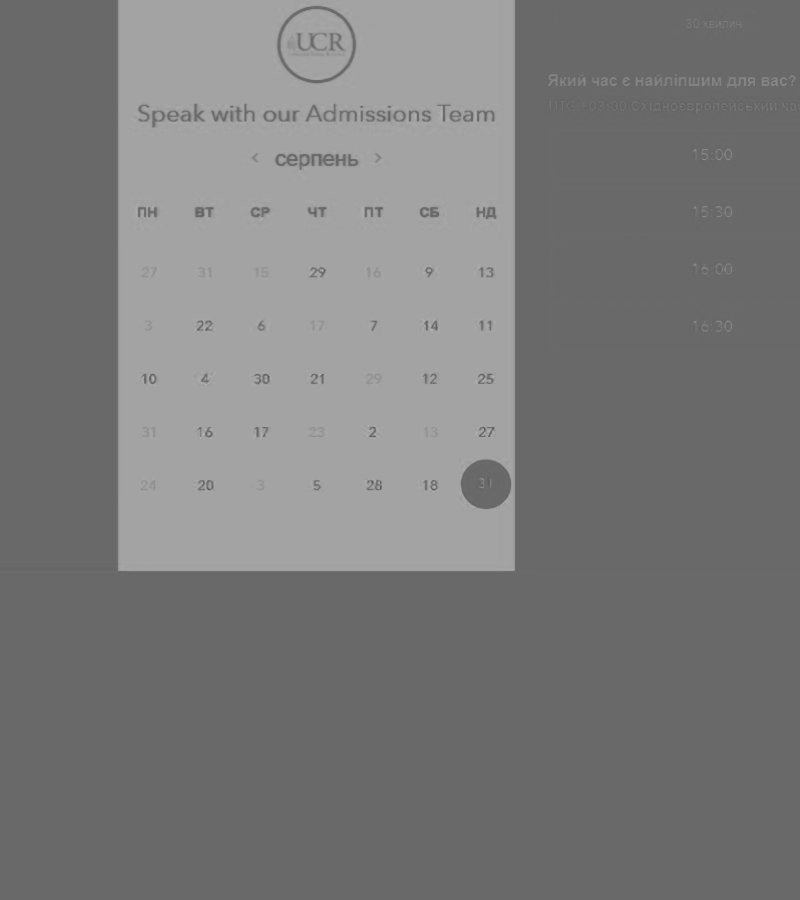 UCR
Speak with our Admissions Team
< серпень >
ПН ВТ СР ЧТ ПТ СБ НД
27 31 15 29 16 9 13
3 22 6 17 7 14 11
10 4 30 21 29 12 25
31 16 17 23 2 13 27
24 20 3 5 28 18 31
30 хвилин
Який час є найліпшим для вас?
UTC +03:00 Східноєвропейський
15:00
15:30
16:00
16:30